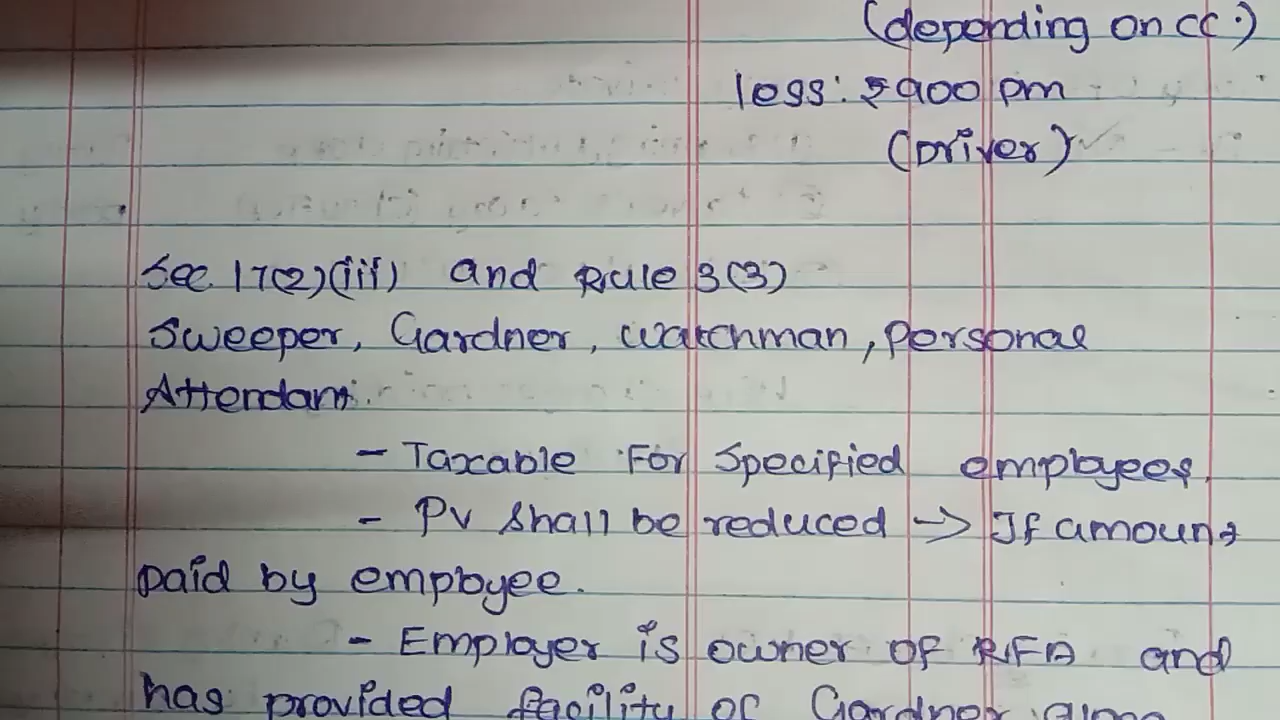 (depending on cc.)
less: ₹900 pm
(Driver)
Sec 17(2)(iii) and Rule 3(3)
Sweeper, Gardner, watchman, personal
Attendant.
- Taxable For Specified employees.
- PV shall be reduced -> If amount
paid by employee.
- Employer is owner of RFA and
has provided facility of Gardner along